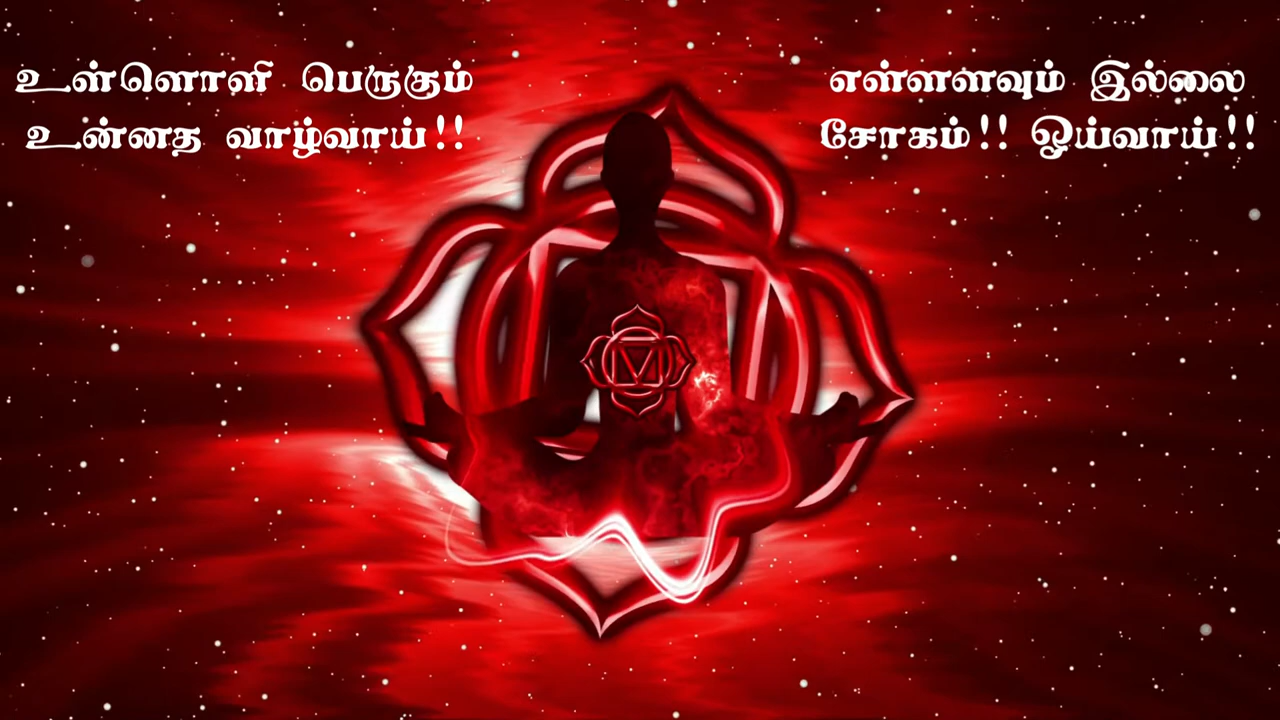 உள்ளொளி பெருகும்
உன்னத வாழ்வாய்!!
எள்ளளவும் இல்லை
சோகம்!! ஓய்வாய்!!